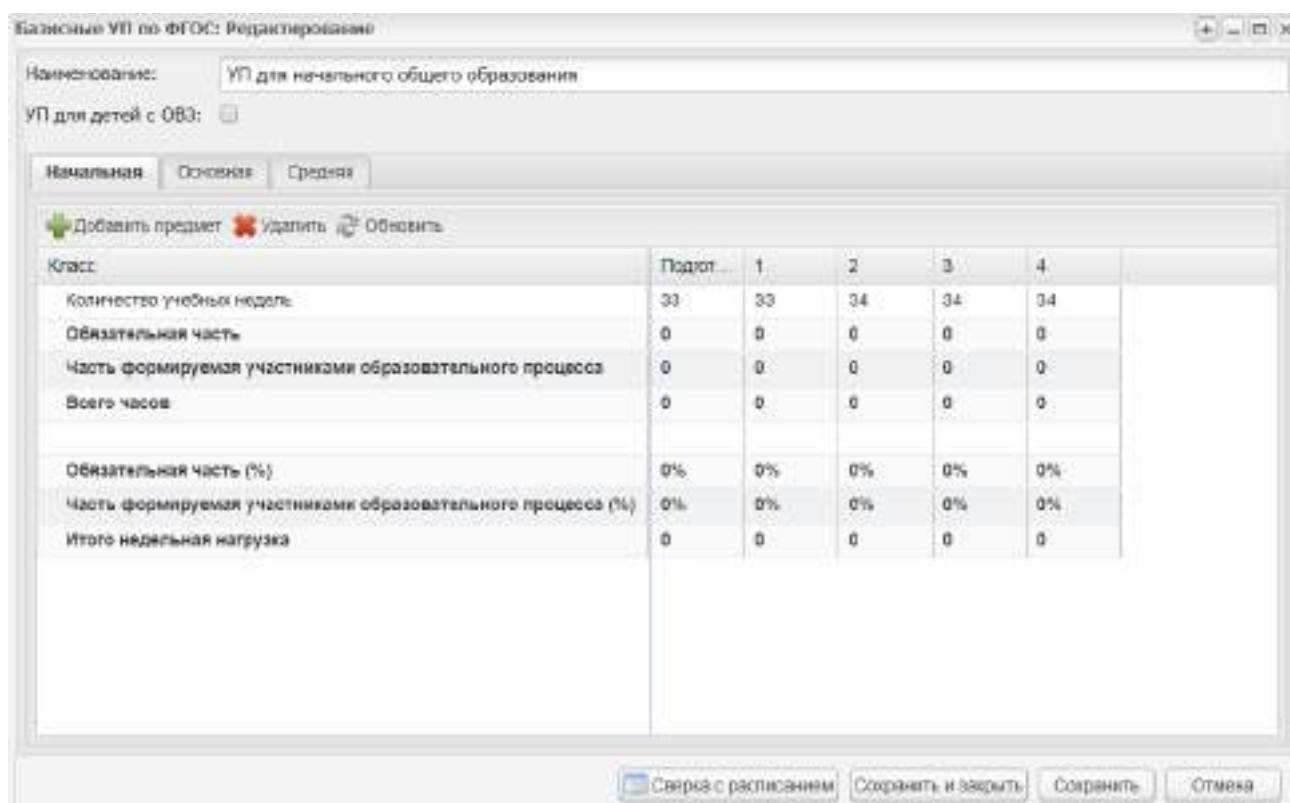 Базисные УП по ФГОС: Редактирование
Наименование: УП для начального общего образования
УП для детей с ОВЗ:
Начальная Основная Средняя
Добавить предмет Удалить Обновить
Класс Подгот... 1 2 3 4
Количество учебных недель 33 33 34 34 34
Обязательная часть 0 0 0 0 0
Часть формируемая участниками образовательного процесса 0 0 0 0 0
Всего часов 0 0 0 0 0
Обязательная часть (%) 0% 0% 0% 0% 0%
Часть формируемая участниками образовательного процесса (%) 0% 0% 0% 0% 0%
Итого недельная нагрузка 0 0 0 0 0
Сверка с расписанием Сохранить и закрыть Сохранить Отмена